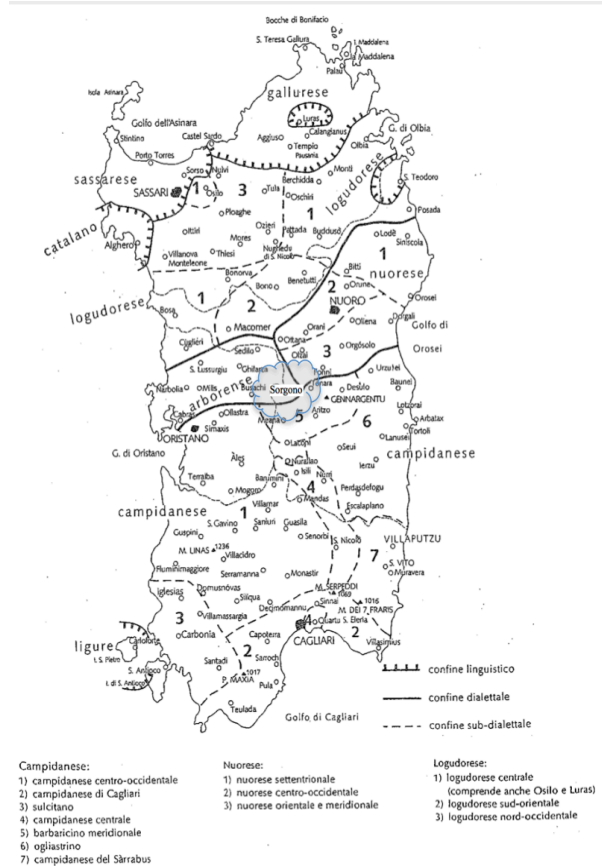 Bocche di Bonifacio
S. Teresa Gallura
I. Maddalena
la Maddalena
Palau
Isola Asinara
gallurese
Luras
Golfo dell'Asinara
G. di Olbia
Stintino
Castel Sardo
Aggius
Calangianus
Tempio
Pausania
Olbia
Porto Torres
Monti
Sorso
Nulvi
Berchidda
S. Teodoro
sassarese
SASSARI
1
Osilo
3
Tula
Oschiri
logudorese
Ploaghe
1
Posada
catalano
Ittiri
Ozieri
Pattada
Buddusò
Lodè
Siniscola
Alghero
Mores
Nughedu
di S. Nicolò
1
Villanova
Monteleone
Thiesi
Bitti
nuorese
Bonorva
Bono
Benetutti
2
Orune
logudorese
1
2
NUORO
Orosei
Bosa
Macomer
Orani
Oliena
Dorgali
Golfo di
Orosei
Cuglieri
Ottana
Sedilo
Olzai
3
Orgósolo
S. Lussurgiu
Ghilarza
Urzulei
Narbolia
Milis
Busachi
Sorgono
Desulo
Baunei
arborense
GENNARGENTU
Cabras
Ollastra
5
Aritzo
6
Lotzorai
Arbatax
Tortolì
ORISTANO
Simaxis
Laconi
Seui
Lanusei
G. di Oristano
Àles
Nurallao
Ierzu
campidanese
Isili
Nurri
Terralba
Mogoro
4
Perdasdefogu
Mandas
Escalaplano
campidanese
1
Villamar
S. Gavino
Sanluri
Guasila
Guspini
Senorbì
S. Nicolò
VILLAPUTZU
M. LINAS
1236
Villacidro
7
S. VITO
Muravera
Fluminimaggiore
Serramanna
Monastir
M. SERPEDDI
1069
Iglesias
Domusnóvas
Siliqua
Decimomannu
Sinnai
1016
M. DEI 7 FRARIS
3
Villamassargia
4
Quartu S. Elena
Carbonia
CAGLIARI
2
Villasimius
ligure
Carloforte
I. S. Pietro
2
Capoterra
Santadi
Sarroch
S. Antioco
I. di S. Antioco
1017
P. MAXIA
Pula
Teulada
Golfo di Cagliari
confine linguistico
confine dialettale
confine sub-dialettale
Campidanese:
1) campidanese centro-occidentale
2) campidanese di Cagliari
3) sulcitano
4) campidanese centrale
5) barbaricino meridionale
6) ogliastrino
7) campidanese del Sàrrabus
Nuorese:
1) nuorese settentrionale
2) nuorese centro-occidentale
3) nuorese orientale e meridionale
Logudorese:
1) logudorese centrale
(comprende anche Osilo e Luras)
2) logudorese sud-orientale
3) logudorese nord-occidentale